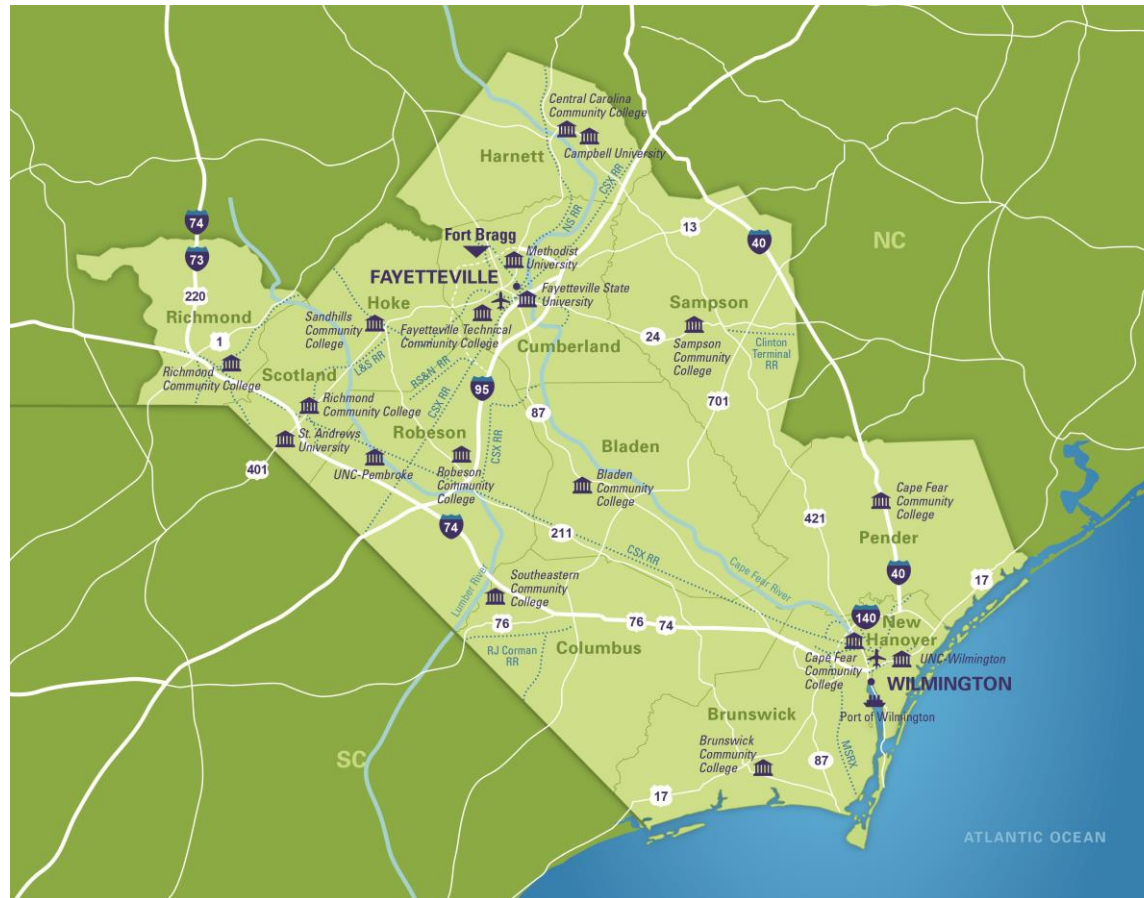 Central Carolina
Community College
Harnett
Campbell University
CSX RR
NS RR
74
13
40
NC
Fort Bragg
Methodist
University
73
FAYETTEVILLE
220
Hoke
Fayetteville State
University
Sampson
Richmond
Sandhills
Community
College
Fayetteville Technical
Community College
1
24
Sampson
Community
College
Clinton
Terminal
RR
Cumberland
Richmond
Community College
Scotland
L&S RR
RS&N RR
CSX RR
95
Richmond
Community College
87
701
St. Andrews
University
Robeson
CSX RR
Bladen
401
UNC-Pembroke
Robeson
Community
College
Bladen
Community
College
Cape Fear
Community
College
421
74
211
Pender
CSX RR
Cape Fear River
40
17
Southeastern
Community
College
Lumber River
140
New
Hanover
76
76
74
RJ Corman
RR
Columbus
Cape Fear
Community
College
UNC-Wilmington
WILMINGTON
Port of Wilmington
Brunswick
Brunswick
Community
College
MSRX
87
SC
17
ATLANTIC OCEAN